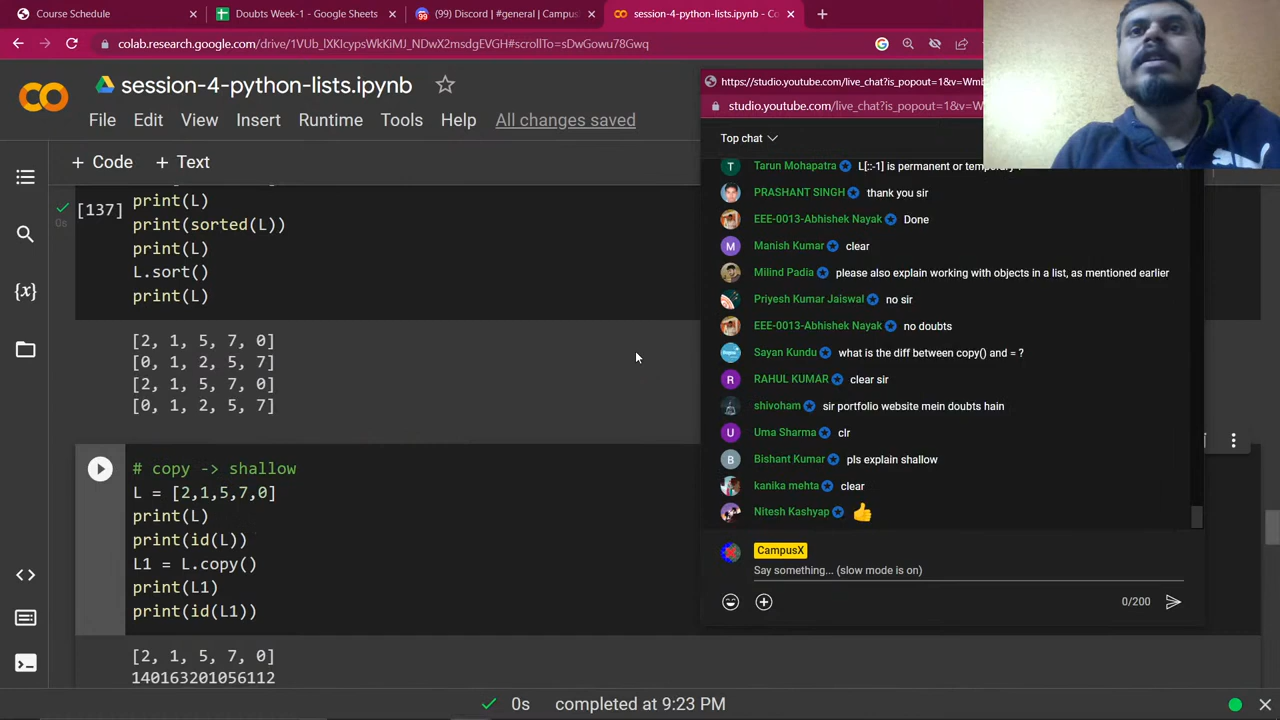 Course Schedule
Doubts Week-1 - Google Sheets
(99) Discord | #general | Campus
session-4-python-lists.ipynb - Co
colab.research.google.com/drive/1VUb_lXKIcypsWkKiMJ_NDwX2msdgEVGH#scrollTo=sDwGowu78Gwq
session-4-python-lists.ipynb
File Edit View Insert Runtime Tools Help All changes saved
+ Code + Text
[137]
print(L)
print(sorted(L))
print(L)
L.sort()
print(L)
[2, 1, 5, 7, 0]
[0, 1, 2, 5, 7]
[2, 1, 5, 7, 0]
[0, 1, 2, 5, 7]
# copy -> shallow
L = [2,1,5,7,0]
print(L)
print(id(L))
L1 = L.copy()
print(L1)
print(id(L1))
[2, 1, 5, 7, 0]
140163201056112
https://studio.youtube.com/live_chat?is_popout=1&v=Wm
studio.youtube.com/live_chat?is_popout=1&v=W
Top chat
T Tarun Mohapatra L[::-1] is permanent or temporary
PRASHANT SINGH thank you sir
EEE-0013-Abhishek Nayak Done
M Manish Kumar clear
Milind Padia please also explain working with objects in a list, as mentioned earlier
Priyesh Kumar Jaiswal no sir
EEE-0013-Abhishek Nayak no doubts
Sayan Kundu what is the diff between copy() and = ?
R RAHUL KUMAR clear sir
shivoham sir portfolio website mein doubts hain
Uma Sharma clr
B Bishant Kumar pls explain shallow
kanika mehta clear
Nitesh Kashyap 👍
CampusX
Say something... (slow mode is on)
0/200
0s completed at 9:23 PM